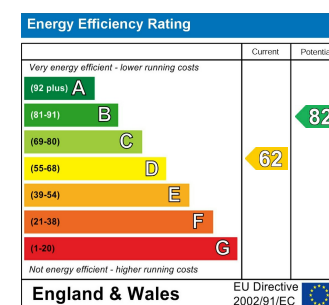 Energy Efficiency Rating
Current Potentia
Very energy efficient - lower running costs
(92 plus) A
(81-91) B
82
(69-80) C
(55-68) D
62
(39-54) E
(21-38) F
(1-20) G
Not energy efficient - higher running costs
England & Wales
EU Directive
2002/91/EC